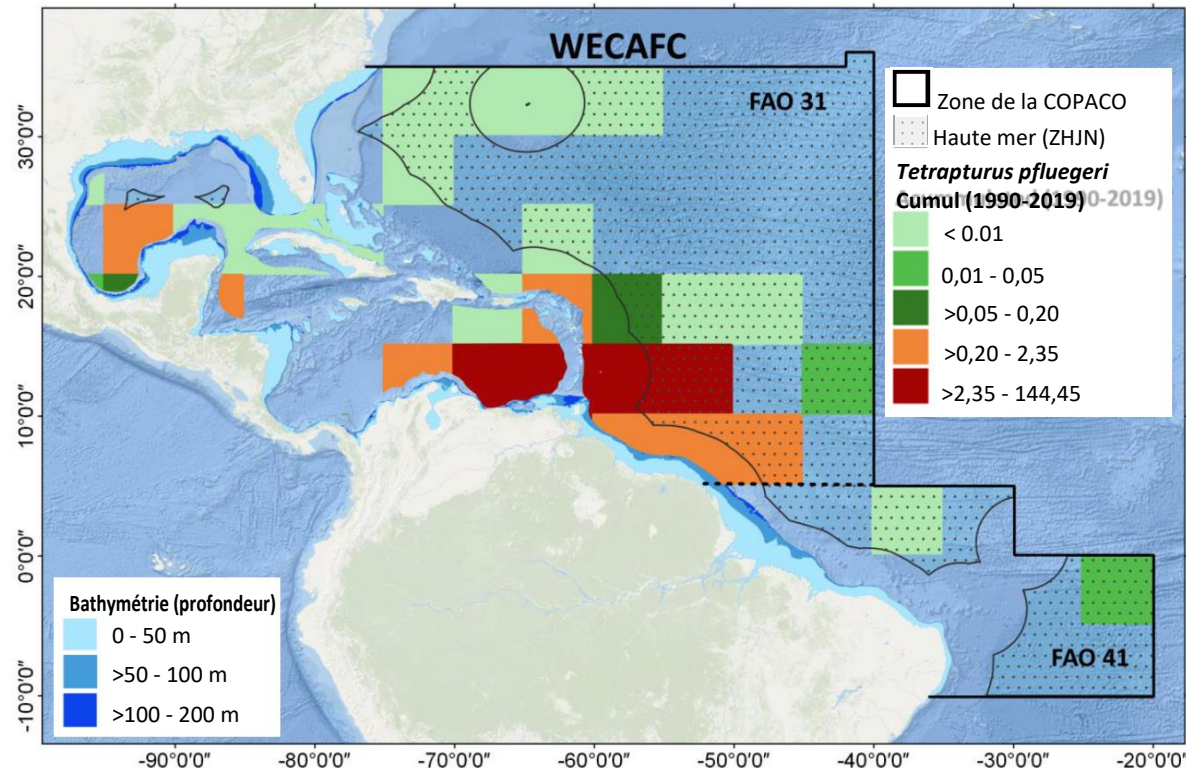 WECAFC
FAO 31
Zone de la COPACO
Haute mer (ZHJN)
Tetrapturus pfluegeri
Cumul (1990-2019)
< 0.01
0,01 - 0,05
>0,05 - 0,20
>0,20 - 2,35
>2,35 - 144,45
30°0'0"
20°0'0"
10°0'0"
0°0'0"
-10°0'0"
Bathymétrie (profondeur)
0 - 50 m
>50 - 100 m
>100 - 200 m
FAO 41
-90°0'0"
-80°0'0"
-70°0'0"
-60°0'0"
-50°0'0"
-40°0'0"
-30°0'0"
-20°0'0"